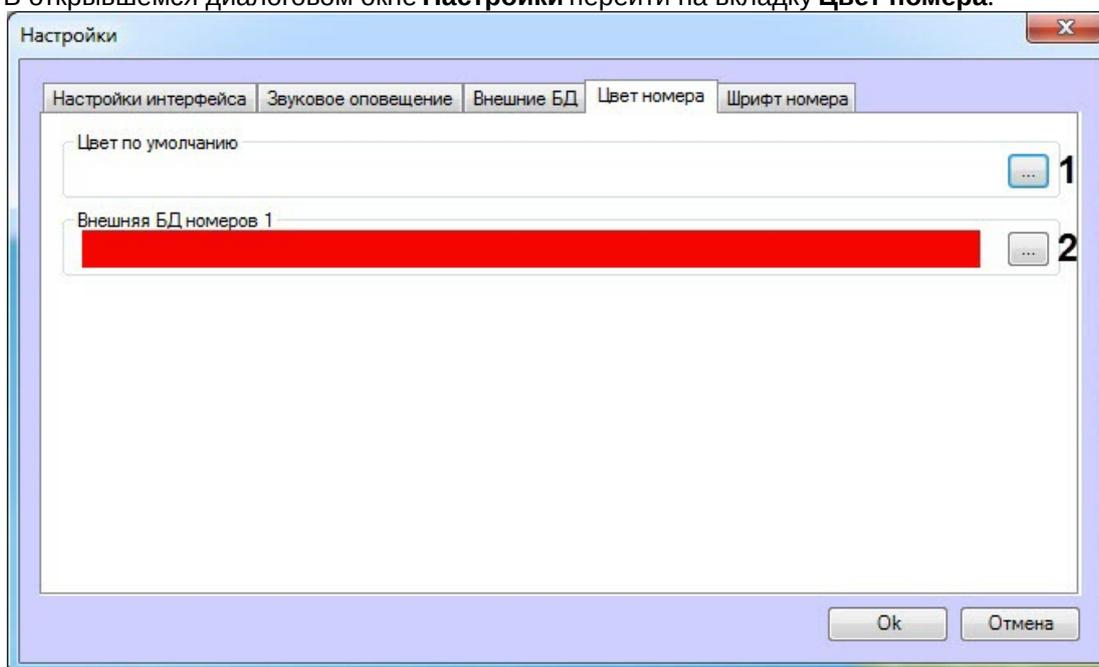 В открывшемся диалоговом окне Настройки перейти на вкладку Цвет номера.
Настройки
x
Настройки интерфейса Звуковое оповещение Внешние БД Цвет номера Шрифт номера
Цвет по умолчанию
... 1
Внешняя БД номеров 1
... 2
Ok Отмена